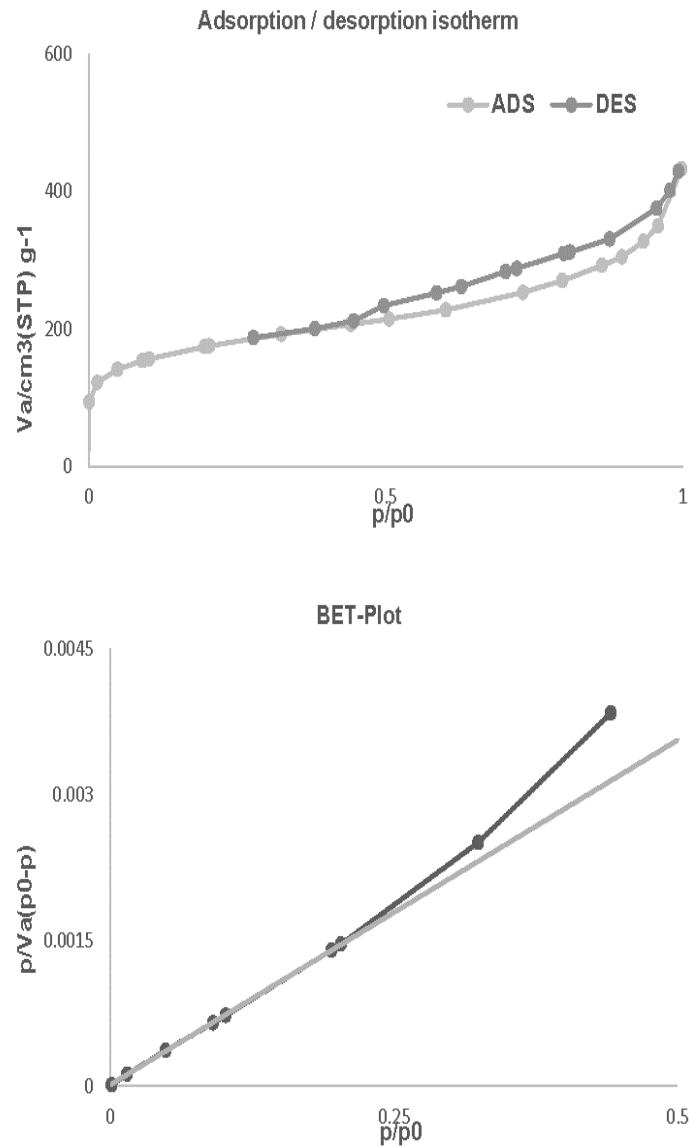 Adsorption / desorption isotherm
600
ADS
DES
400
Va/cm3(STP) g-1
200
0
0
0.5
1
p/p0
BET-Plot
0.0045
0.003
p/Va(p0-p)
0.0015
0
0
0.25
0.5
p/p0